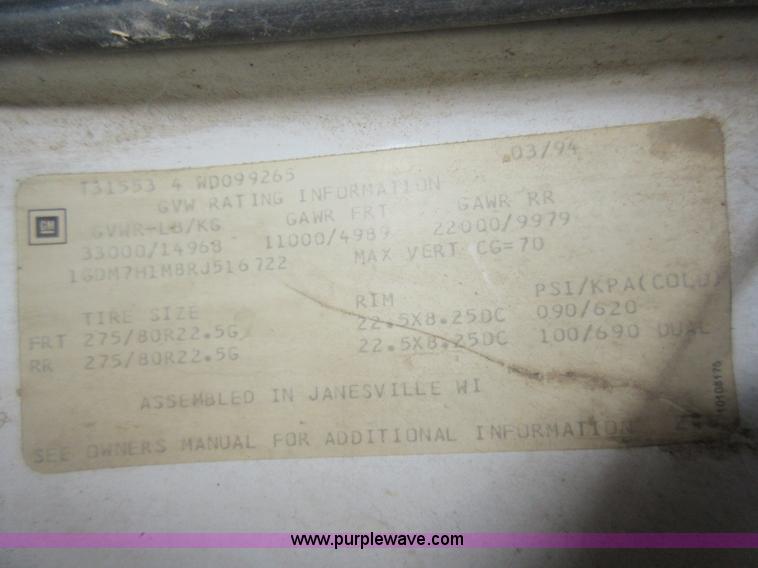 T31553 4 WD099265 03/94
GVW RATING INFORMATION
GM
GVWR-LB/KG GAWR FRT GAWR RR
33000/14968 11000/4989 22000/9979
1GDM7H1M8RJ516722 MAX VERT CG=70
TIRE SIZE RIM PSI/KPA(COLD)
FRT 275/80R22.5G 22.5X8.25DC 090/620
RR 275/80R22.5G 22.5X8.25DC 100/690 DUAL
ASSEMBLED IN JANESVILLE WI
SEE OWNERS MANUAL FOR ADDITIONAL INFORMATION
www.purplewave.com